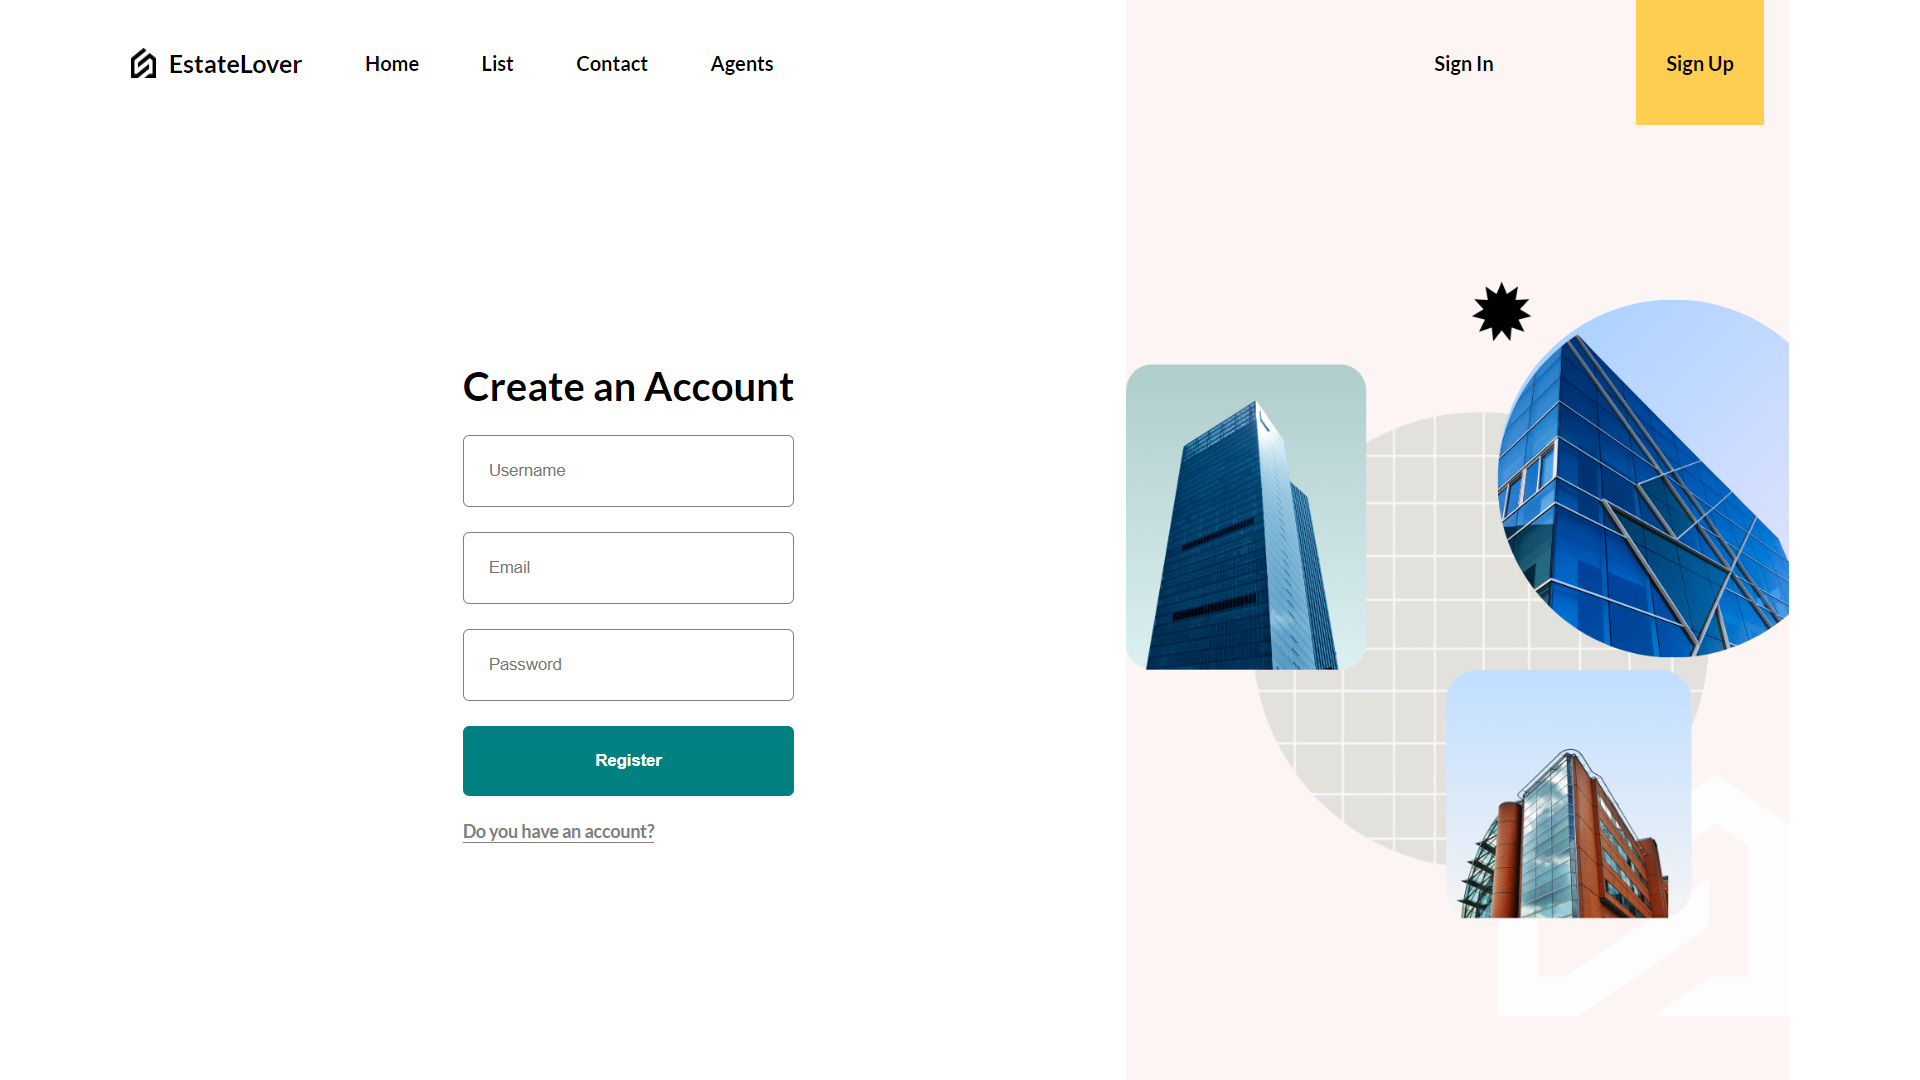 EstateLover
Home
List
Contact
Agents
Sign In
Sign Up
Create an Account
Username
Email
Password
Register
Do you have an account?